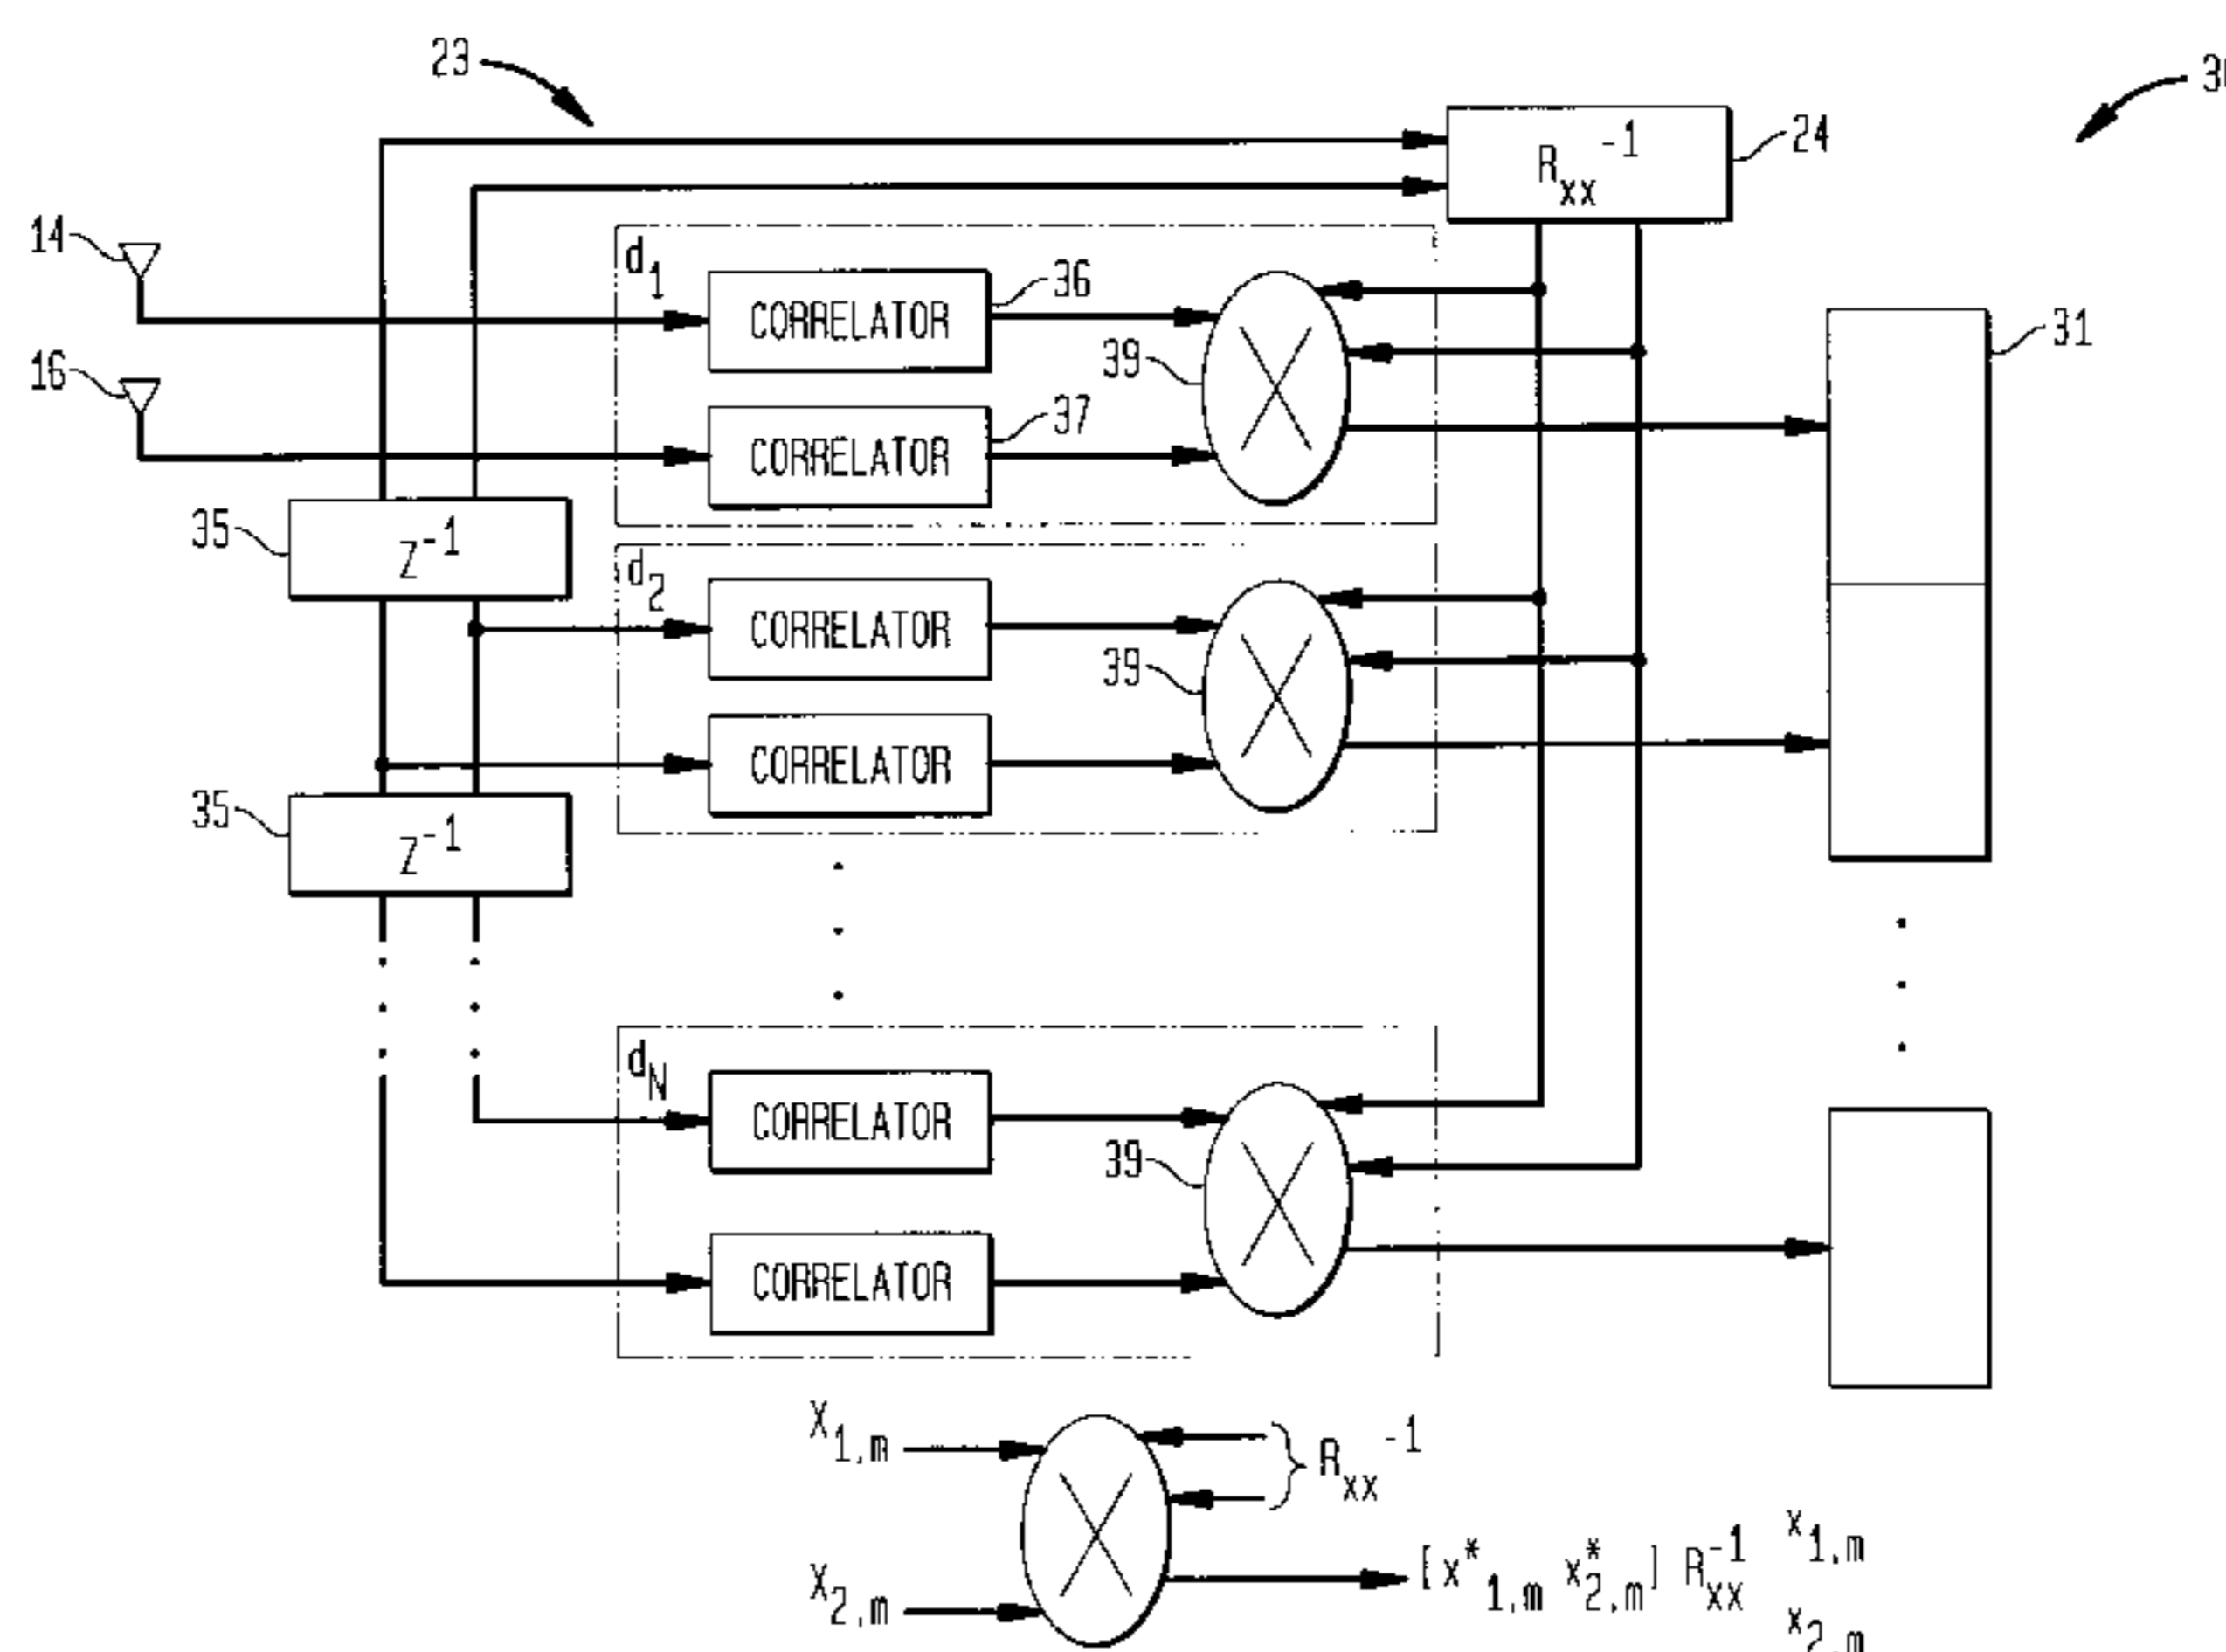 23
3
R_xx^-1
24
14
d_1
CORRELATOR
36
31
16
39
CORRELATOR
37
35
Z^-1
d_2
CORRELATOR
39
CORRELATOR
35
Z^-1
d_N
CORRELATOR
39
CORRELATOR
X_1,m
R_xx^-1
X_2,m
[x*_1,m x*_2,m] R_xx^-1 x_1,m
x_2,m